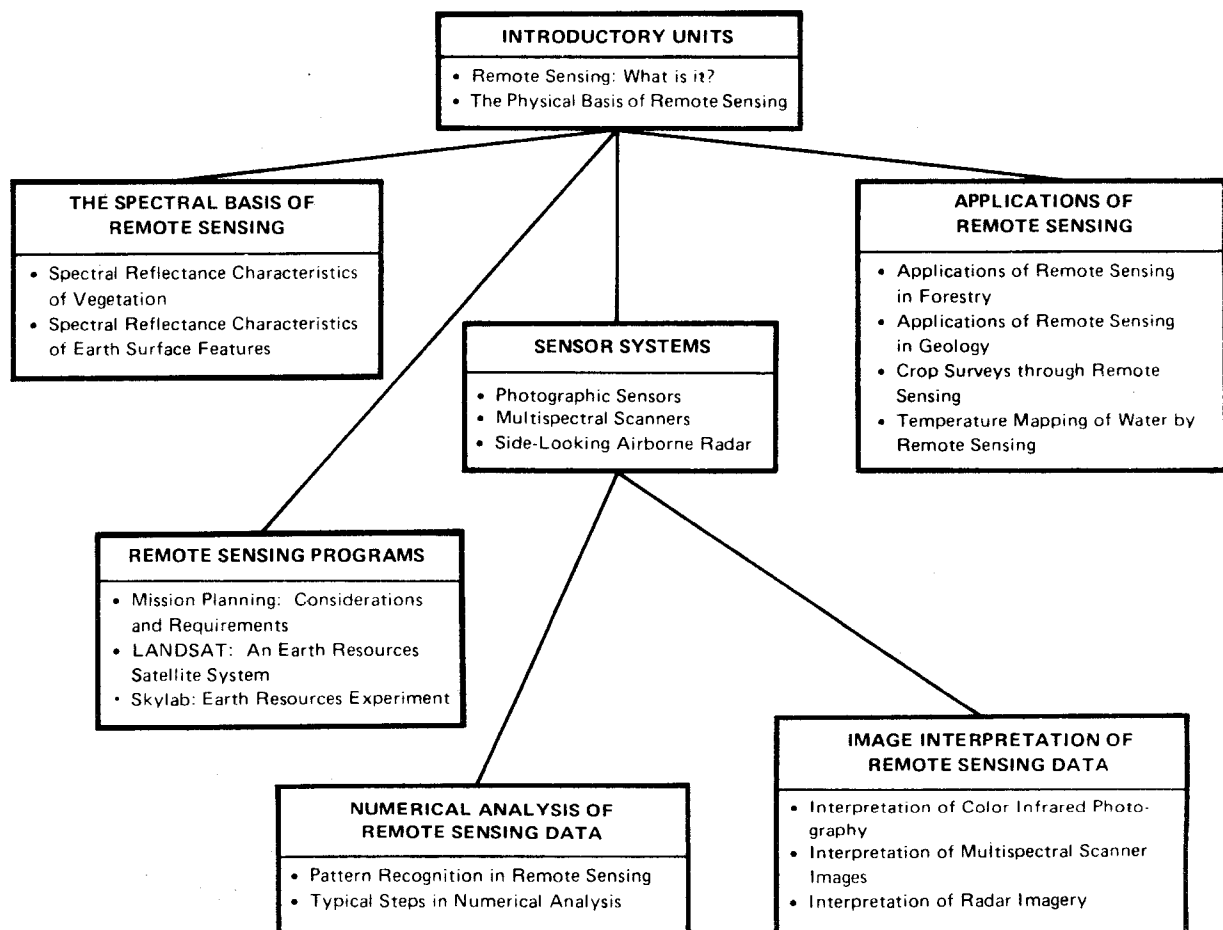 INTRODUCTORY UNITS
• Remote Sensing: What is it?
• The Physical Basis of Remote Sensing
THE SPECTRAL BASIS OF
REMOTE SENSING
• Spectral Reflectance Characteristics
of Vegetation
• Spectral Reflectance Characteristics
of Earth Surface Features
APPLICATIONS OF
REMOTE SENSING
• Applications of Remote Sensing
in Forestry
• Applications of Remote Sensing
in Geology
• Crop Surveys through Remote
Sensing
• Temperature Mapping of Water by
Remote Sensing
SENSOR SYSTEMS
• Photographic Sensors
• Multispectral Scanners
• Side-Looking Airborne Radar
REMOTE SENSING PROGRAMS
• Mission Planning: Considerations
and Requirements
• LANDSAT: An Earth Resources
Satellite System
• Skylab: Earth Resources Experiment
NUMERICAL ANALYSIS OF
REMOTE SENSING DATA
• Pattern Recognition in Remote Sensing
• Typical Steps in Numerical Analysis
IMAGE INTERPRETATION OF
REMOTE SENSING DATA
• Interpretation of Color Infrared Photo-
graphy
• Interpretation of Multispectral Scanner
Images
• Interpretation of Radar Imagery